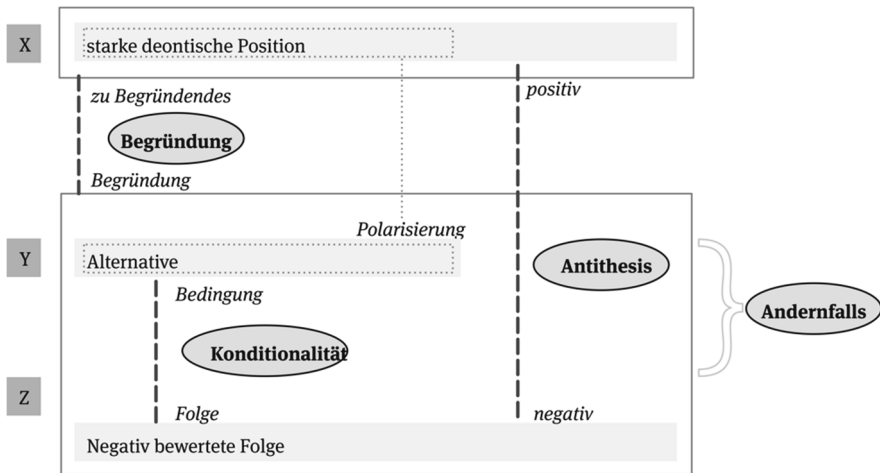 X
starke deontische Position
zu Begründendes
positiv
Begründung
Begründung
Polarisierung
Y
Alternative
Antithesis
Bedingung
Andernfalls
Konditionalität
Z
Folge
negativ
Negativ bewertete Folge